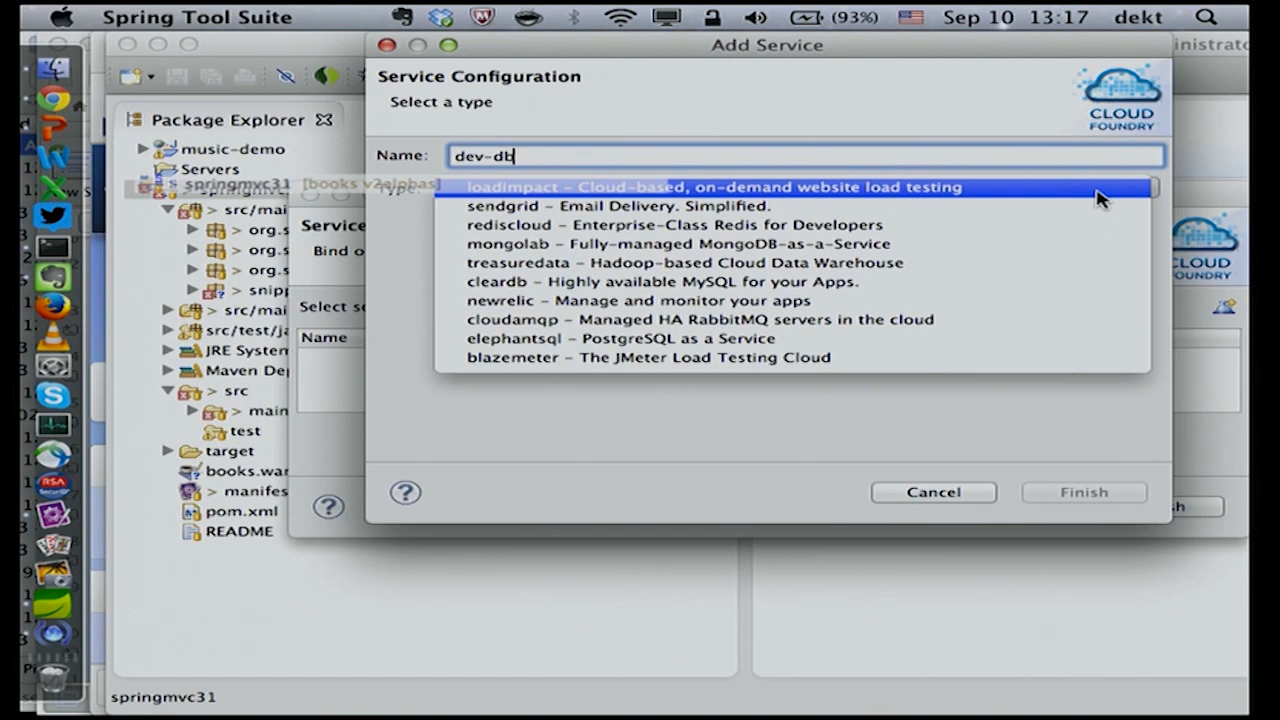 Spring Tool Suite
(93%)
Sep 10 13:17
dekt
Add Service
Service Configuration
Select a type
CLOUD
FOUNDRY
Name:
dev-db
Type:
loadimpact – Cloud-based, on-demand website load testing
sendgrid – Email Delivery. Simplified.
rediscloud – Enterprise-Class Redis for Developers
mongolab – Fully-managed MongoDB-as-a-Service
treasuredata – Hadoop-based Cloud Data Warehouse
cleardb – Highly available MySQL for your Apps.
newrelic – Manage and monitor your apps
cloudamqp – Managed HA RabbitMQ servers in the cloud
elephantsql – PostgreSQL as a Service
blazemeter – The JMeter Load Testing Cloud
Cancel
Finish
Package Explorer
music-demo
Servers
springmvc31 [books v2alphas]
> src/mai
> org.s
> org.s
> org.s
> snipp
> src/mai
src/test/ja
JRE System
Maven Dep
> src
> main
test
target
books.war
> manifes
pom.xml
README
Service
Bind o
Select se
Name
CLOUD
FOUNDRY
RSA
springmvc31